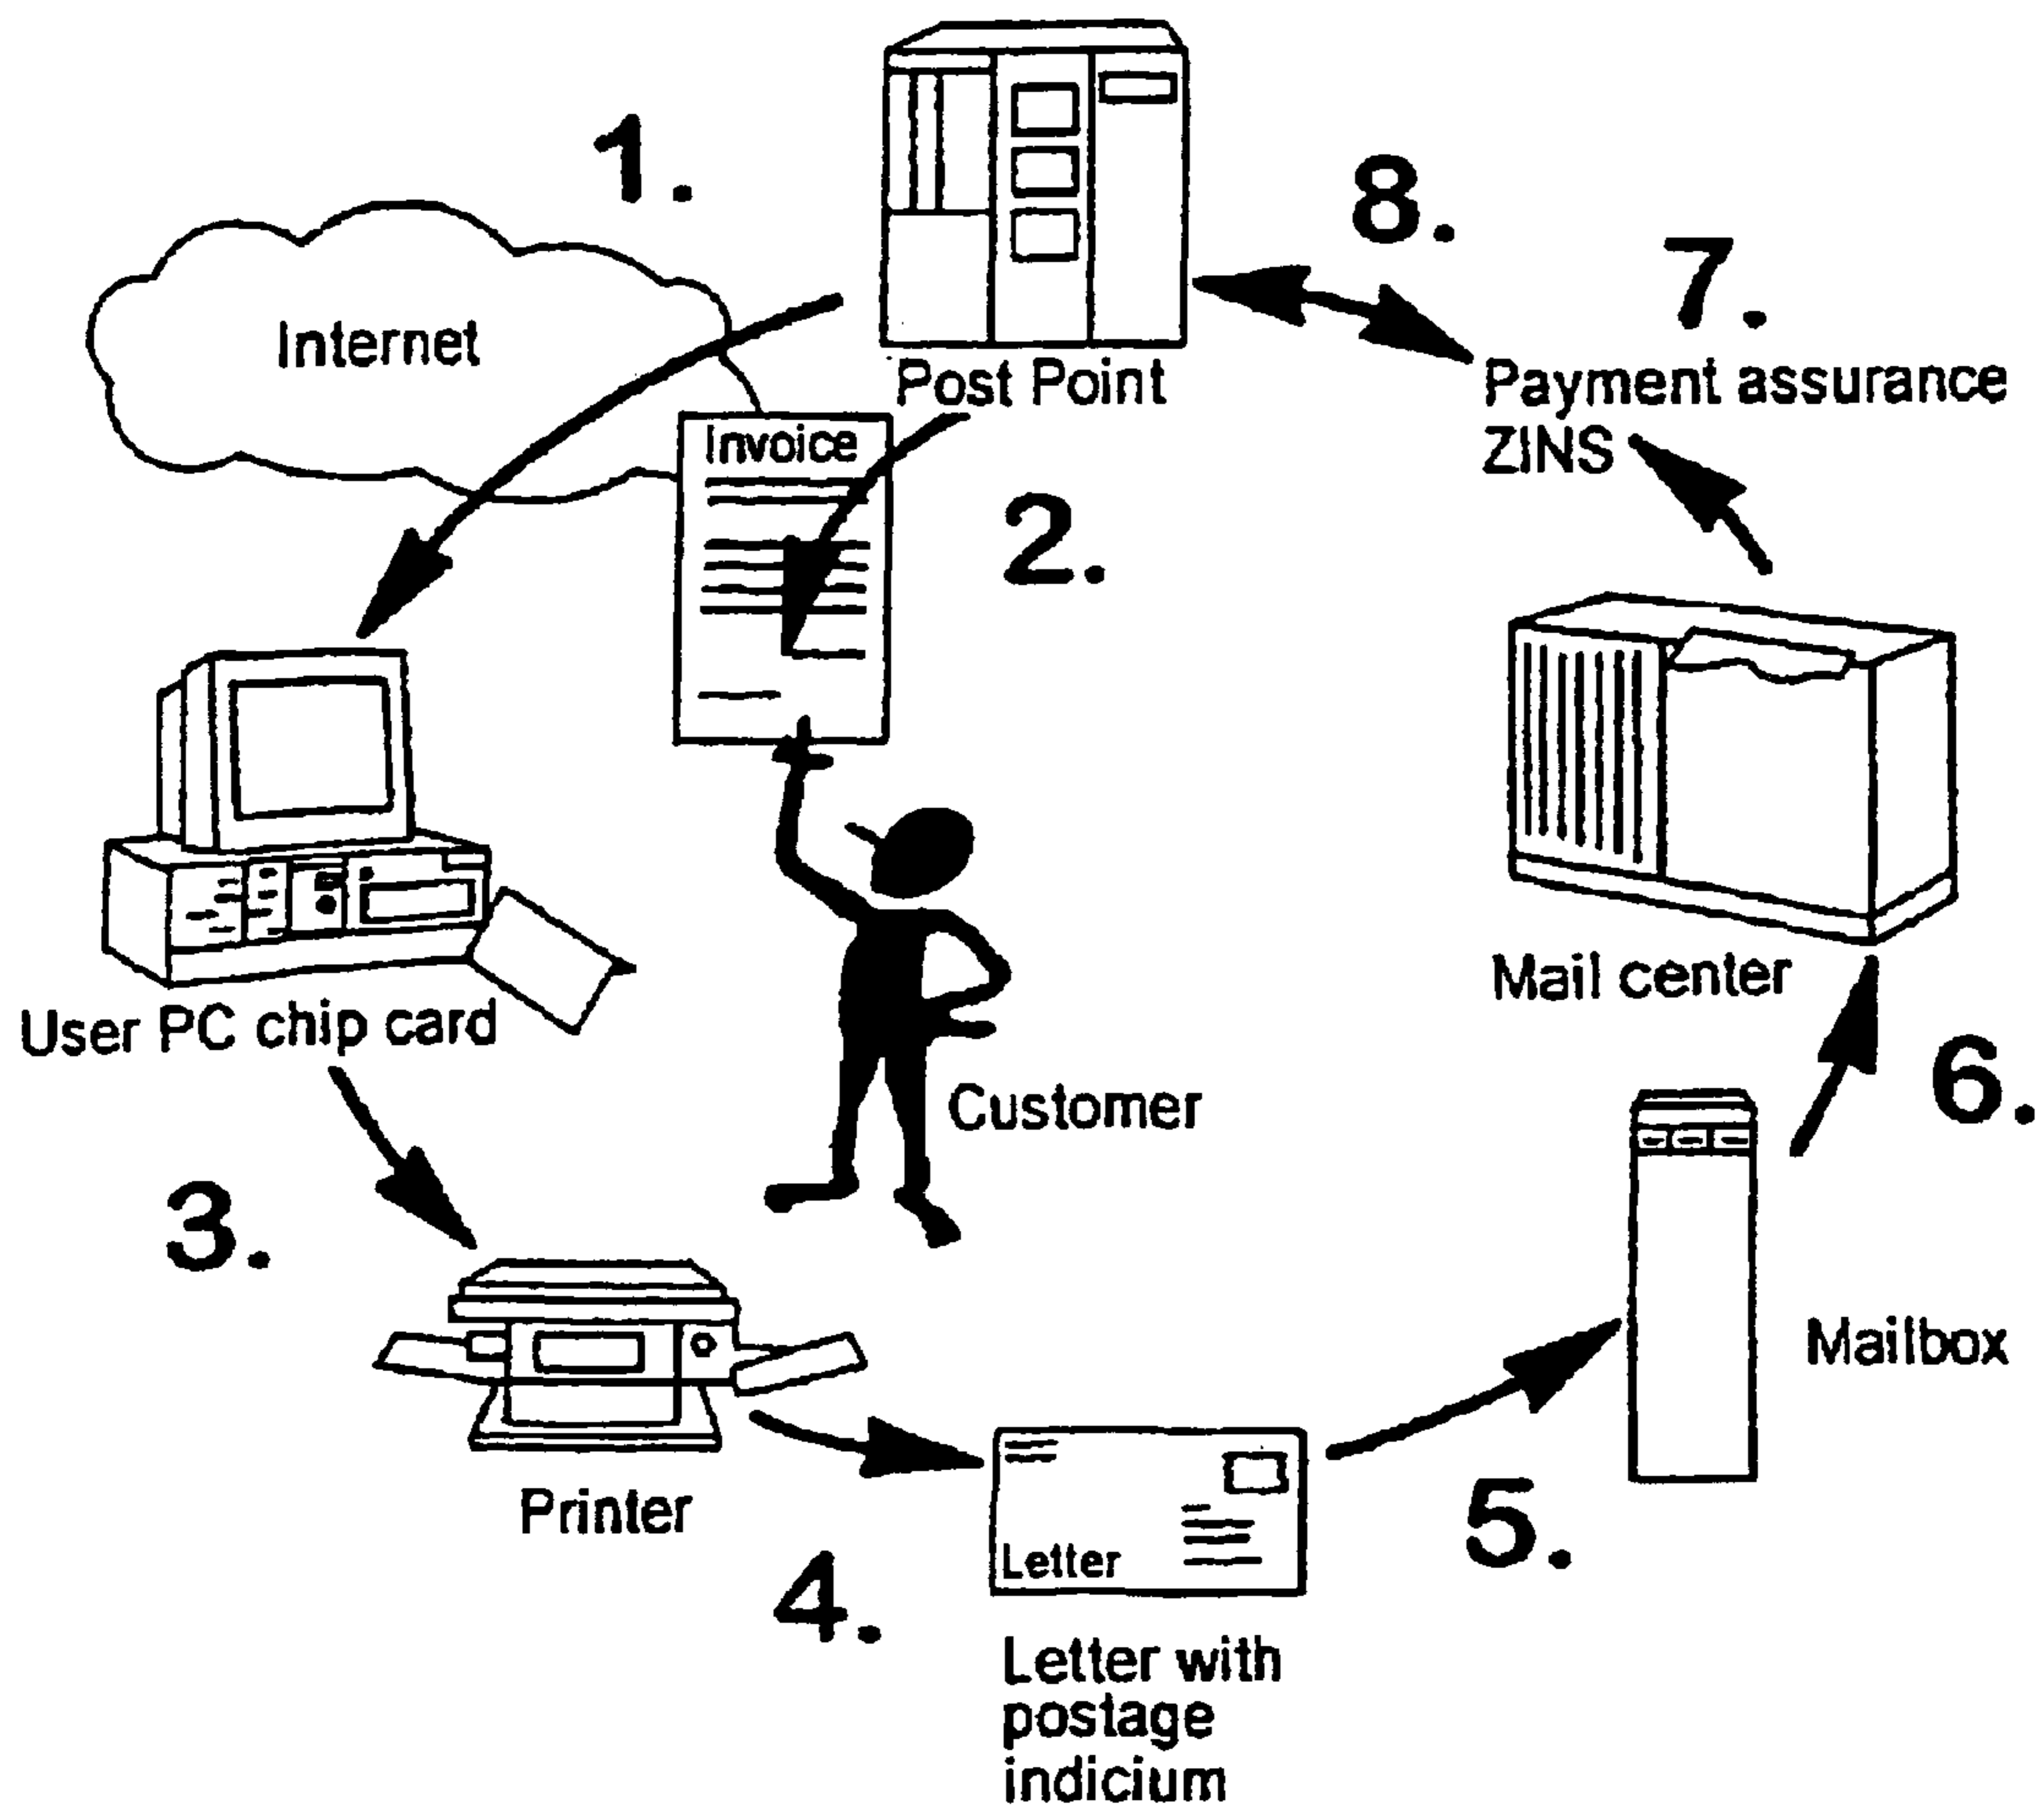 1.
8.
7.
Internet
Post Point
Payment assurance
ZINS
Invoice
2.
Mail center
User PC chip card
6.
Customer
3.
Mailbox
Printer
5.
Letter
4.
Letter with
postage
indicium